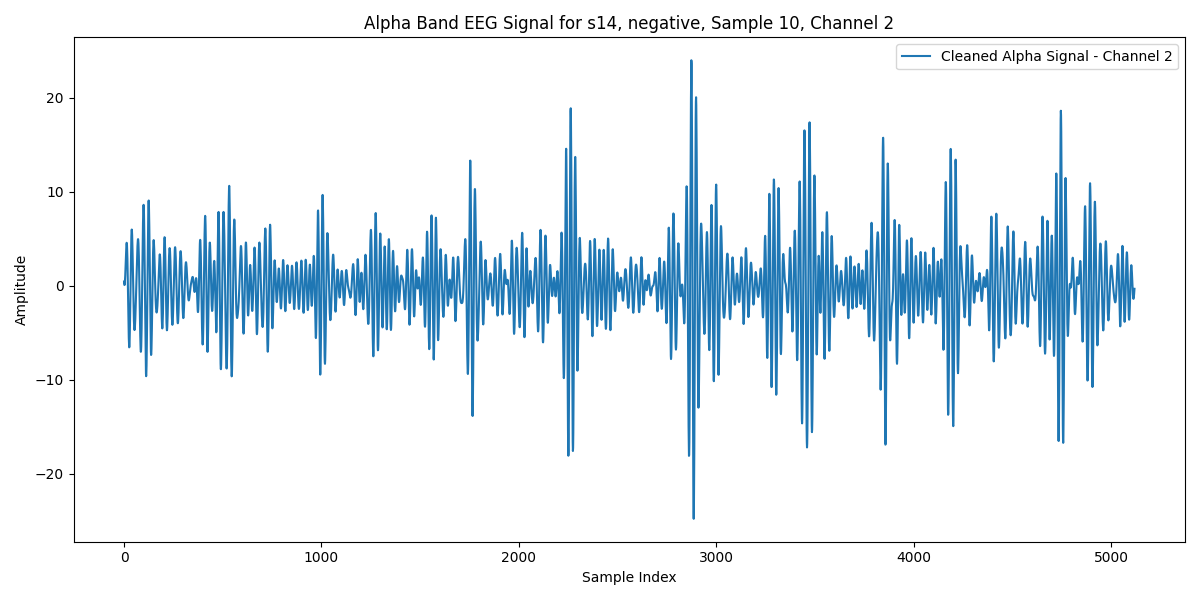 Alpha Band EEG Signal for s14, negative, Sample 10, Channel 2
Cleaned Alpha Signal - Channel 2
Amplitude
20
10
0
−10
−20
0 1000 2000 3000 4000 5000
Sample Index